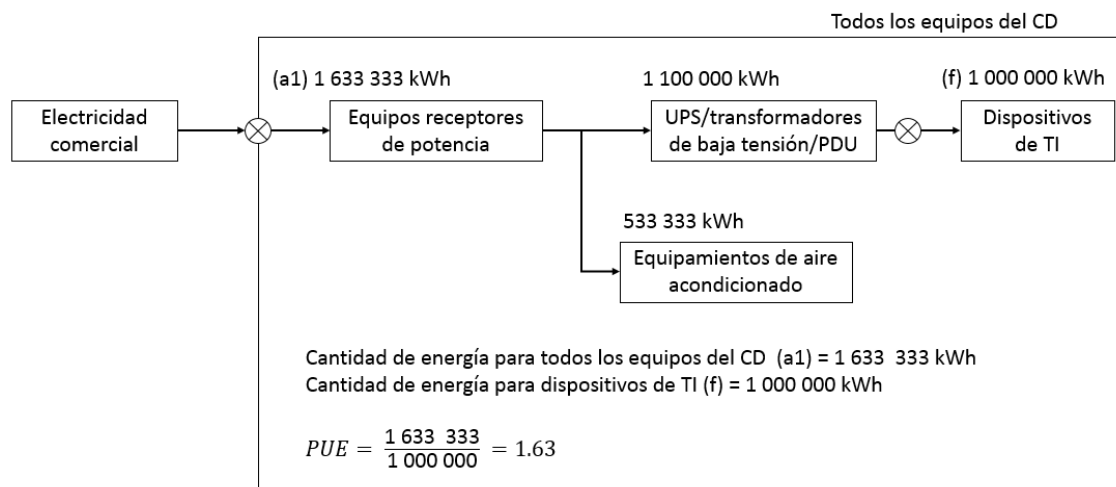 Todos los equipos del CD
(a1) 1 633 333 kWh
1 100 000 kWh
(f) 1 000 000 kWh
Electricidad
comercial
Equipos receptores
de potencia
UPS/transformadores
de baja tensión/PDU
Dispositivos
de TI
533 333 kWh
Equipamientos de aire
acondicionado
Cantidad de energía para todos los equipos del CD (a1) = 1 633 333 kWh
Cantidad de energía para dispositivos de TI (f) = 1 000 000 kWh
PUE = 1 633 333 / 1 000 000 = 1.63